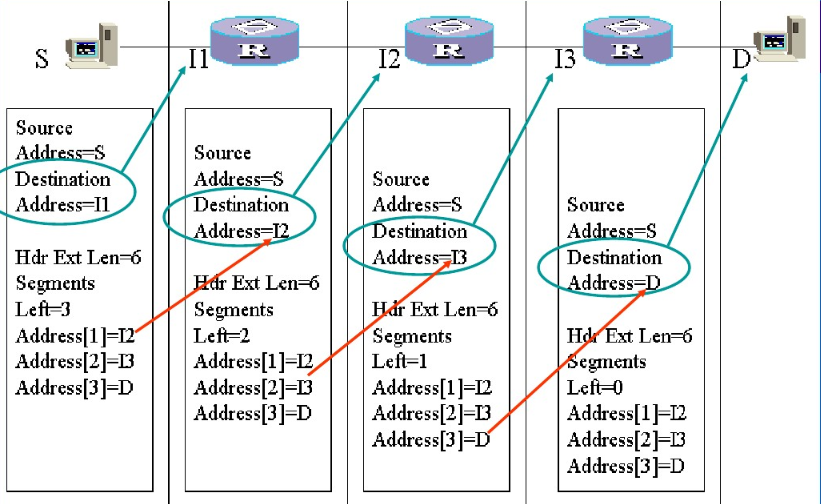 S
I1
R
I2
R
I3
R
D
Source
Address=S
Destination
Address=I1
Hdr Ext Len=6
Segments
Left=3
Address[1]=I2
Address[2]=I3
Address[3]=D
Source
Address=S
Destination
Address=I2
Hdr Ext Len=6
Segments
Left=2
Address[1]=I2
Address[2]=I3
Address[3]=D
Source
Address=S
Destination
Address=I3
Hdr Ext Len=6
Segments
Left=1
Address[1]=I2
Address[2]=I3
Address[3]=D
Source
Address=S
Destination
Address=D
Hdr Ext Len=6
Segments
Left=0
Address[1]=I2
Address[2]=I3
Address[3]=D